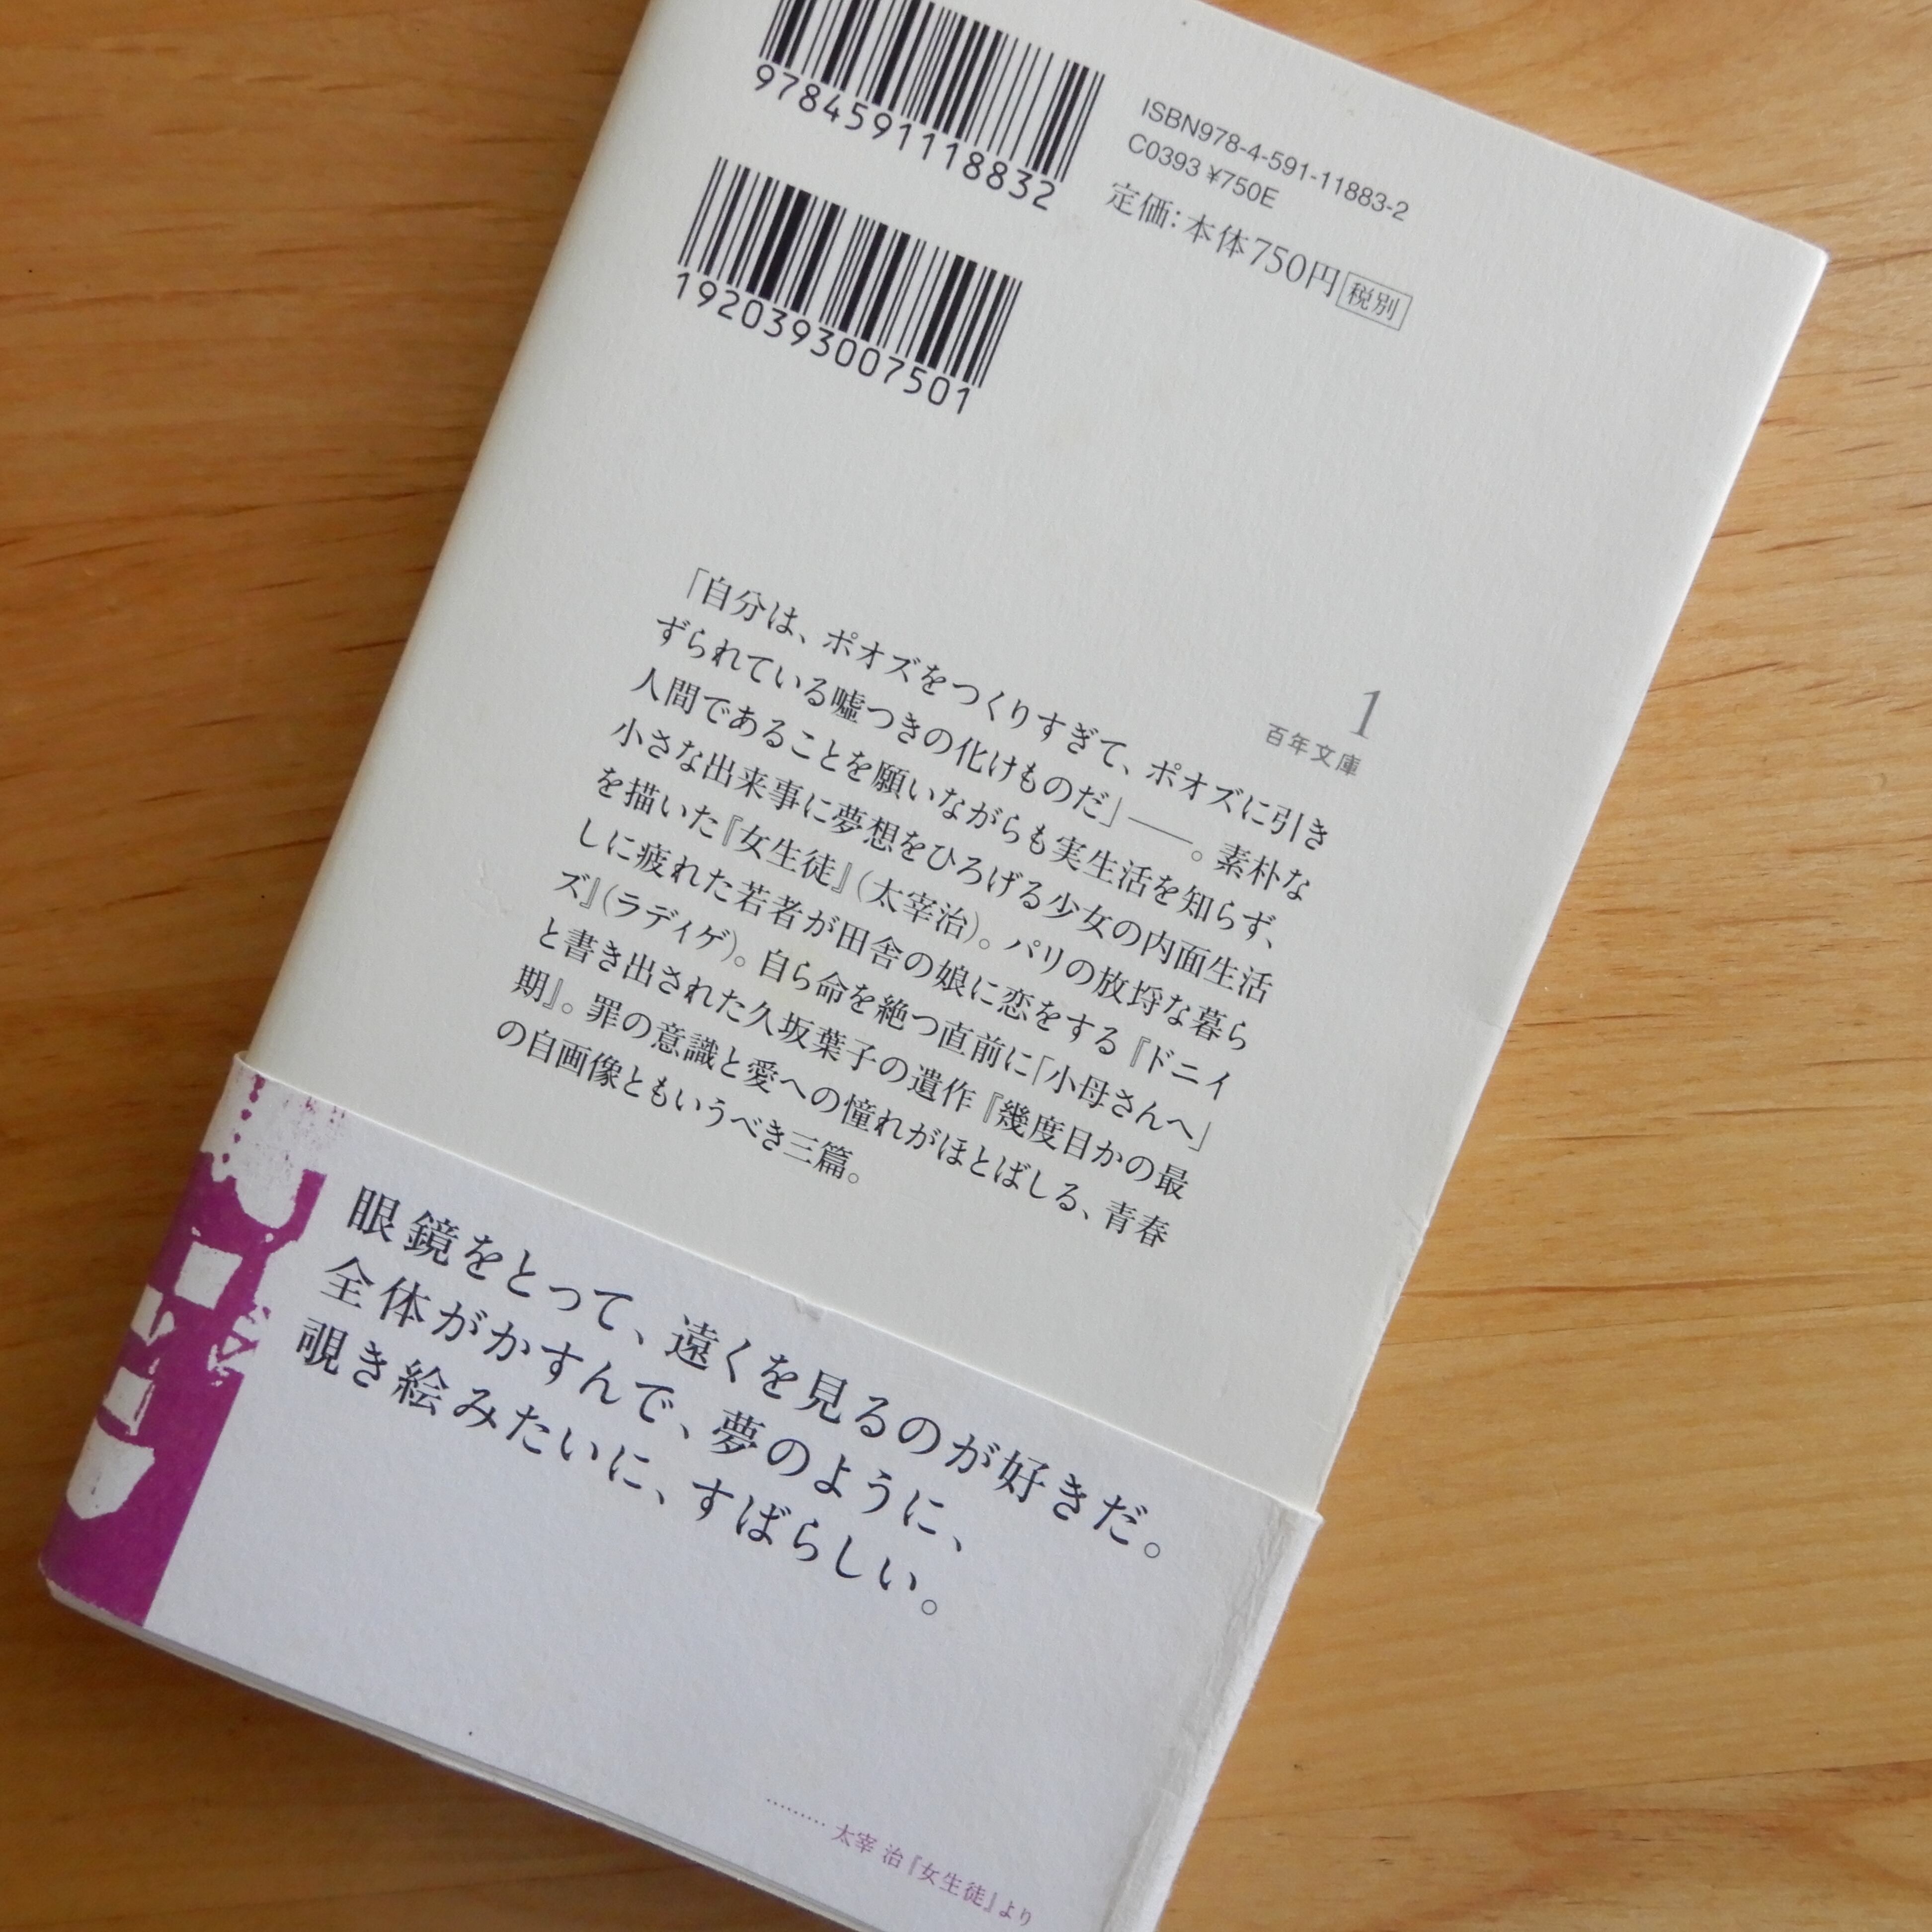 9784591118832
ISBN978-4-591-11883-2
C0393 ¥750E
定価：本体750円 税別
1920393007501
1
百年文庫
「自分は、ポオズをつくりすぎて、ポオズに引き
ずられている嘘つきの化けものだ」――。素朴な
人間であることを願いながらも実生活を知らず、
小さな出来事に夢想をひろげる少女の内面生活
を描いた『女生徒』（太宰治）。パリの放埓な暮ら
しに疲れた若者が田舎の娘に恋をする『ドニイ
ズ』（ラディゲ）。自ら命を絶つ直前に「小母さんへ」
と書き出された久坂葉子の遺作『幾度目かの最
期』。罪の意識と愛への憧れがほとばしる、青春
の自画像ともいうべき三篇。
眼鏡をとって、遠くを見るのが好きだ。
全体がかすんで、夢のように、
覗き絵みたいに、すばらしい。
………太宰 治『女生徒』より